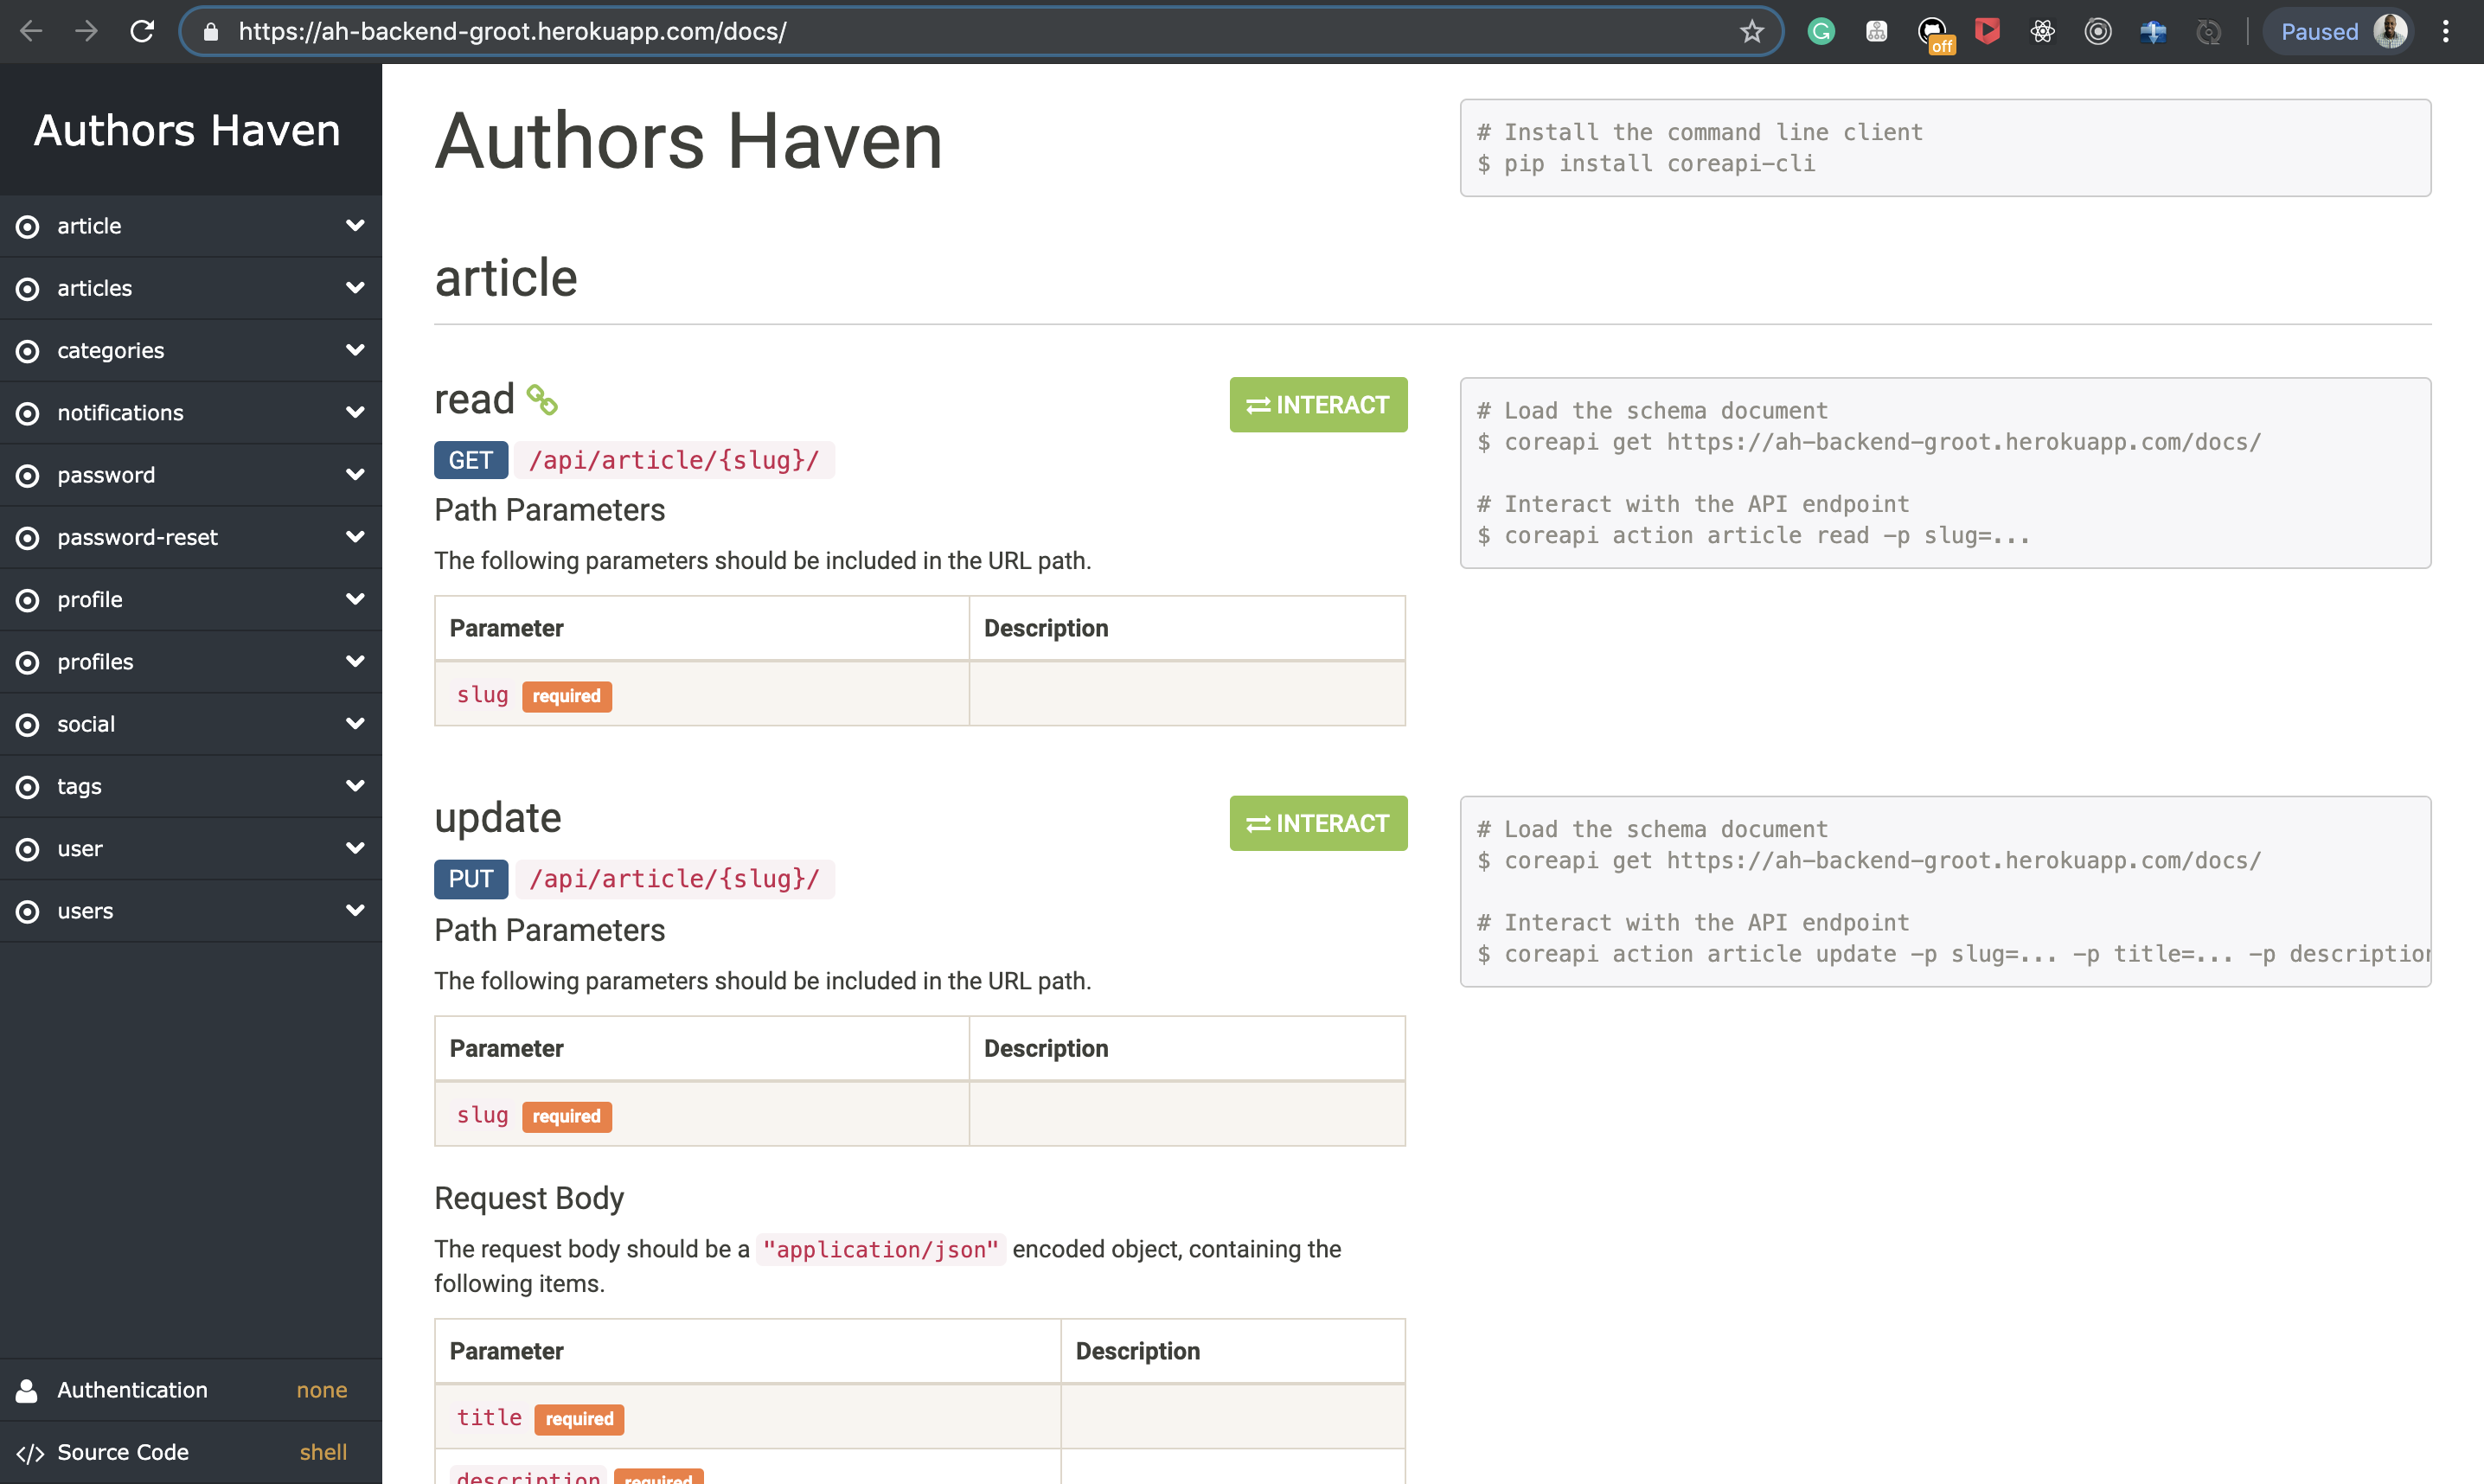 https://ah-backend-groot.herokuapp.com/docs/
off
Paused
Authors Haven
article
articles
categories
notifications
password
password-reset
profile
profiles
social
tags
user
users
Authentication none
Source Code shell
Authors Haven
# Install the command line client
$ pip install coreapi-cli
article
read
INTERACT
GET /api/article/{slug}/
Path Parameters
The following parameters should be included in the URL path.
Parameter Description
slug required
# Load the schema document
$ coreapi get https://ah-backend-groot.herokuapp.com/docs/
# Interact with the API endpoint
$ coreapi action article read -p slug=...
update
INTERACT
PUT /api/article/{slug}/
Path Parameters
The following parameters should be included in the URL path.
Parameter Description
slug required
# Load the schema document
$ coreapi get https://ah-backend-groot.herokuapp.com/docs/
# Interact with the API endpoint
$ coreapi action article update -p slug=... -p title=... -p description
Request Body
The request body should be a "application/json" encoded object, containing the
following items.
Parameter Description
title required
description required